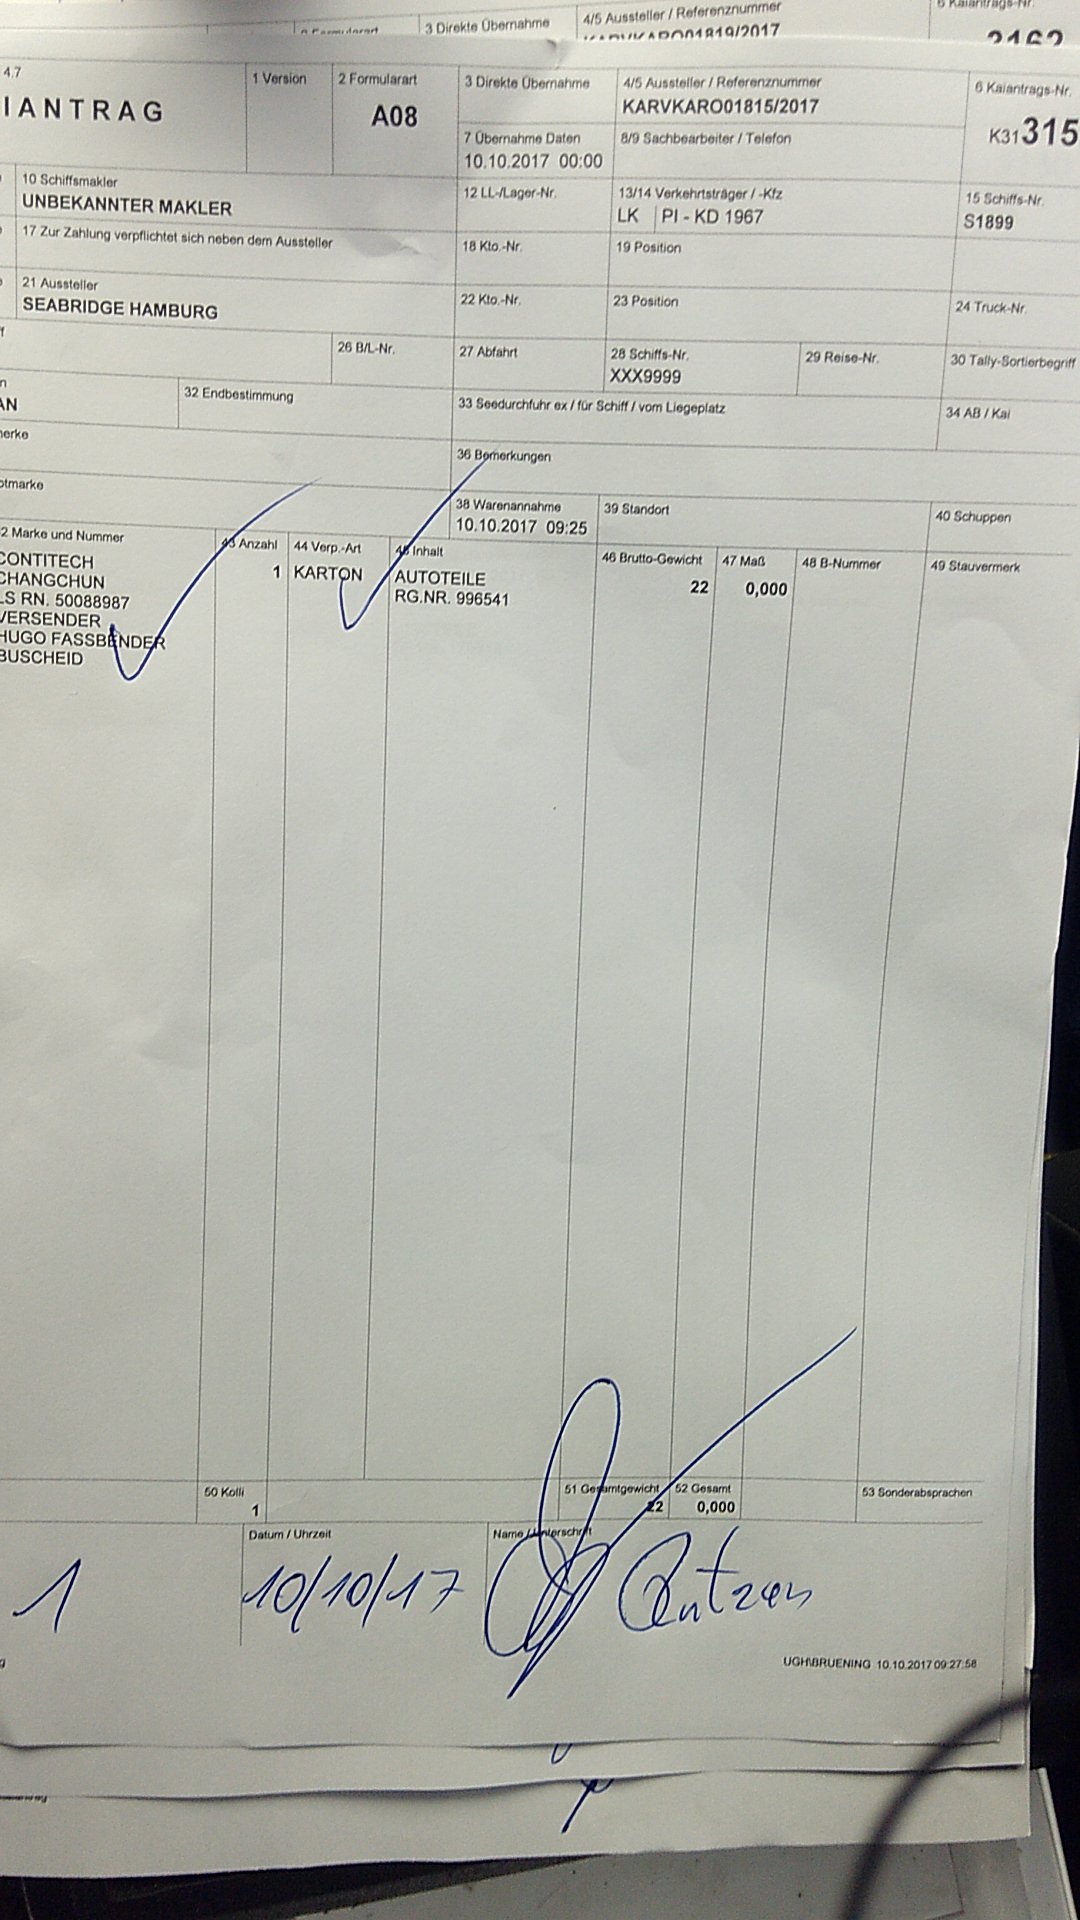 3 Direkte Übernahme
4/5 Aussteller / Referenznummer
KARVKARO01819/2017
4.7
IANTRAG
1 Version
2 Formularart
A08
3 Direkte Übernahme
4/5 Aussteller / Referenznummer
KARVKARO01815/2017
6 Kaiantrags-Nr.
K31315
7 Übernahme Daten
10.10.2017 00:00
8/9 Sachbearbeiter / Telefon
10 Schiffsmakler
UNBEKANNTER MAKLER
12 LL-/Lager-Nr.
13/14 Verkehrsträger / -Kfz
LK PI - KD 1967
15 Schiffs-Nr.
S1899
17 Zur Zahlung verpflichtet sich neben dem Aussteller
18 Kto.-Nr.
19 Position
21 Aussteller
SEABRIDGE HAMBURG
22 Kto.-Nr.
23 Position
24 Truck-Nr.
26 B/L-Nr.
27 Abfahrt
28 Schiffs-Nr.
XXX9999
29 Reise-Nr.
30 Tally-Sortierbegriff
AN
32 Endbestimmung
33 Seedurchfuhr ex / für Schiff / vom Liegeplatz
34 AB / Kai
merke
36 Bemerkungen
otmarke
38 Warenannahme
10.10.2017 09:25
39 Standort
40 Schuppen
2 Marke und Nummer
43 Anzahl
44 Verp.-Art
45 Inhalt
46 Brutto-Gewicht
47 Maß
48 B-Nummer
49 Stauvermerk
CONTITECH
CHANGCHUN
LS RN. 50088987
VERSENDER
HUGO FASSBENDER
BUSCHEID
1 KARTON
AUTOTEILE
RG.NR. 996541
22
0,000
50 Kolli
1
51 Gesamtgewicht
22
52 Gesamt
0,000
53 Sonderabsprachen
Datum / Uhrzeit
Name / Unterschrift
1
10/10/17
UGH\BRUENING 10.10.2017 09:27:58